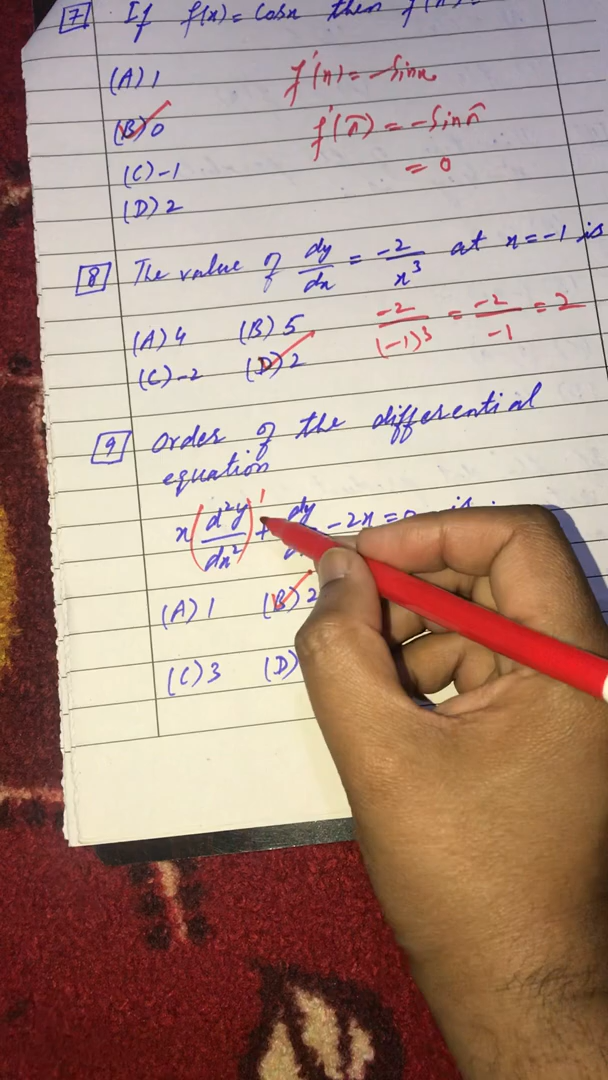 7 If f(x) = Cosx then
(A) 1 f'(x) = -sinx
(B) 0 f'(π) = -sinπ
(C) -1 = 0
(D) 2
8 The value of dy/dx = -2/x³ at x = -1 is
(A) 4 (B) 5 -2/(-1)³ = -2/-1 = 2
(C) -2 (D) 2
9 Order of the differential
equation
x(d²y/dx²)¹ + dy/ - 2x = is
(A) 1 (B) 2
(C) 3 (D)